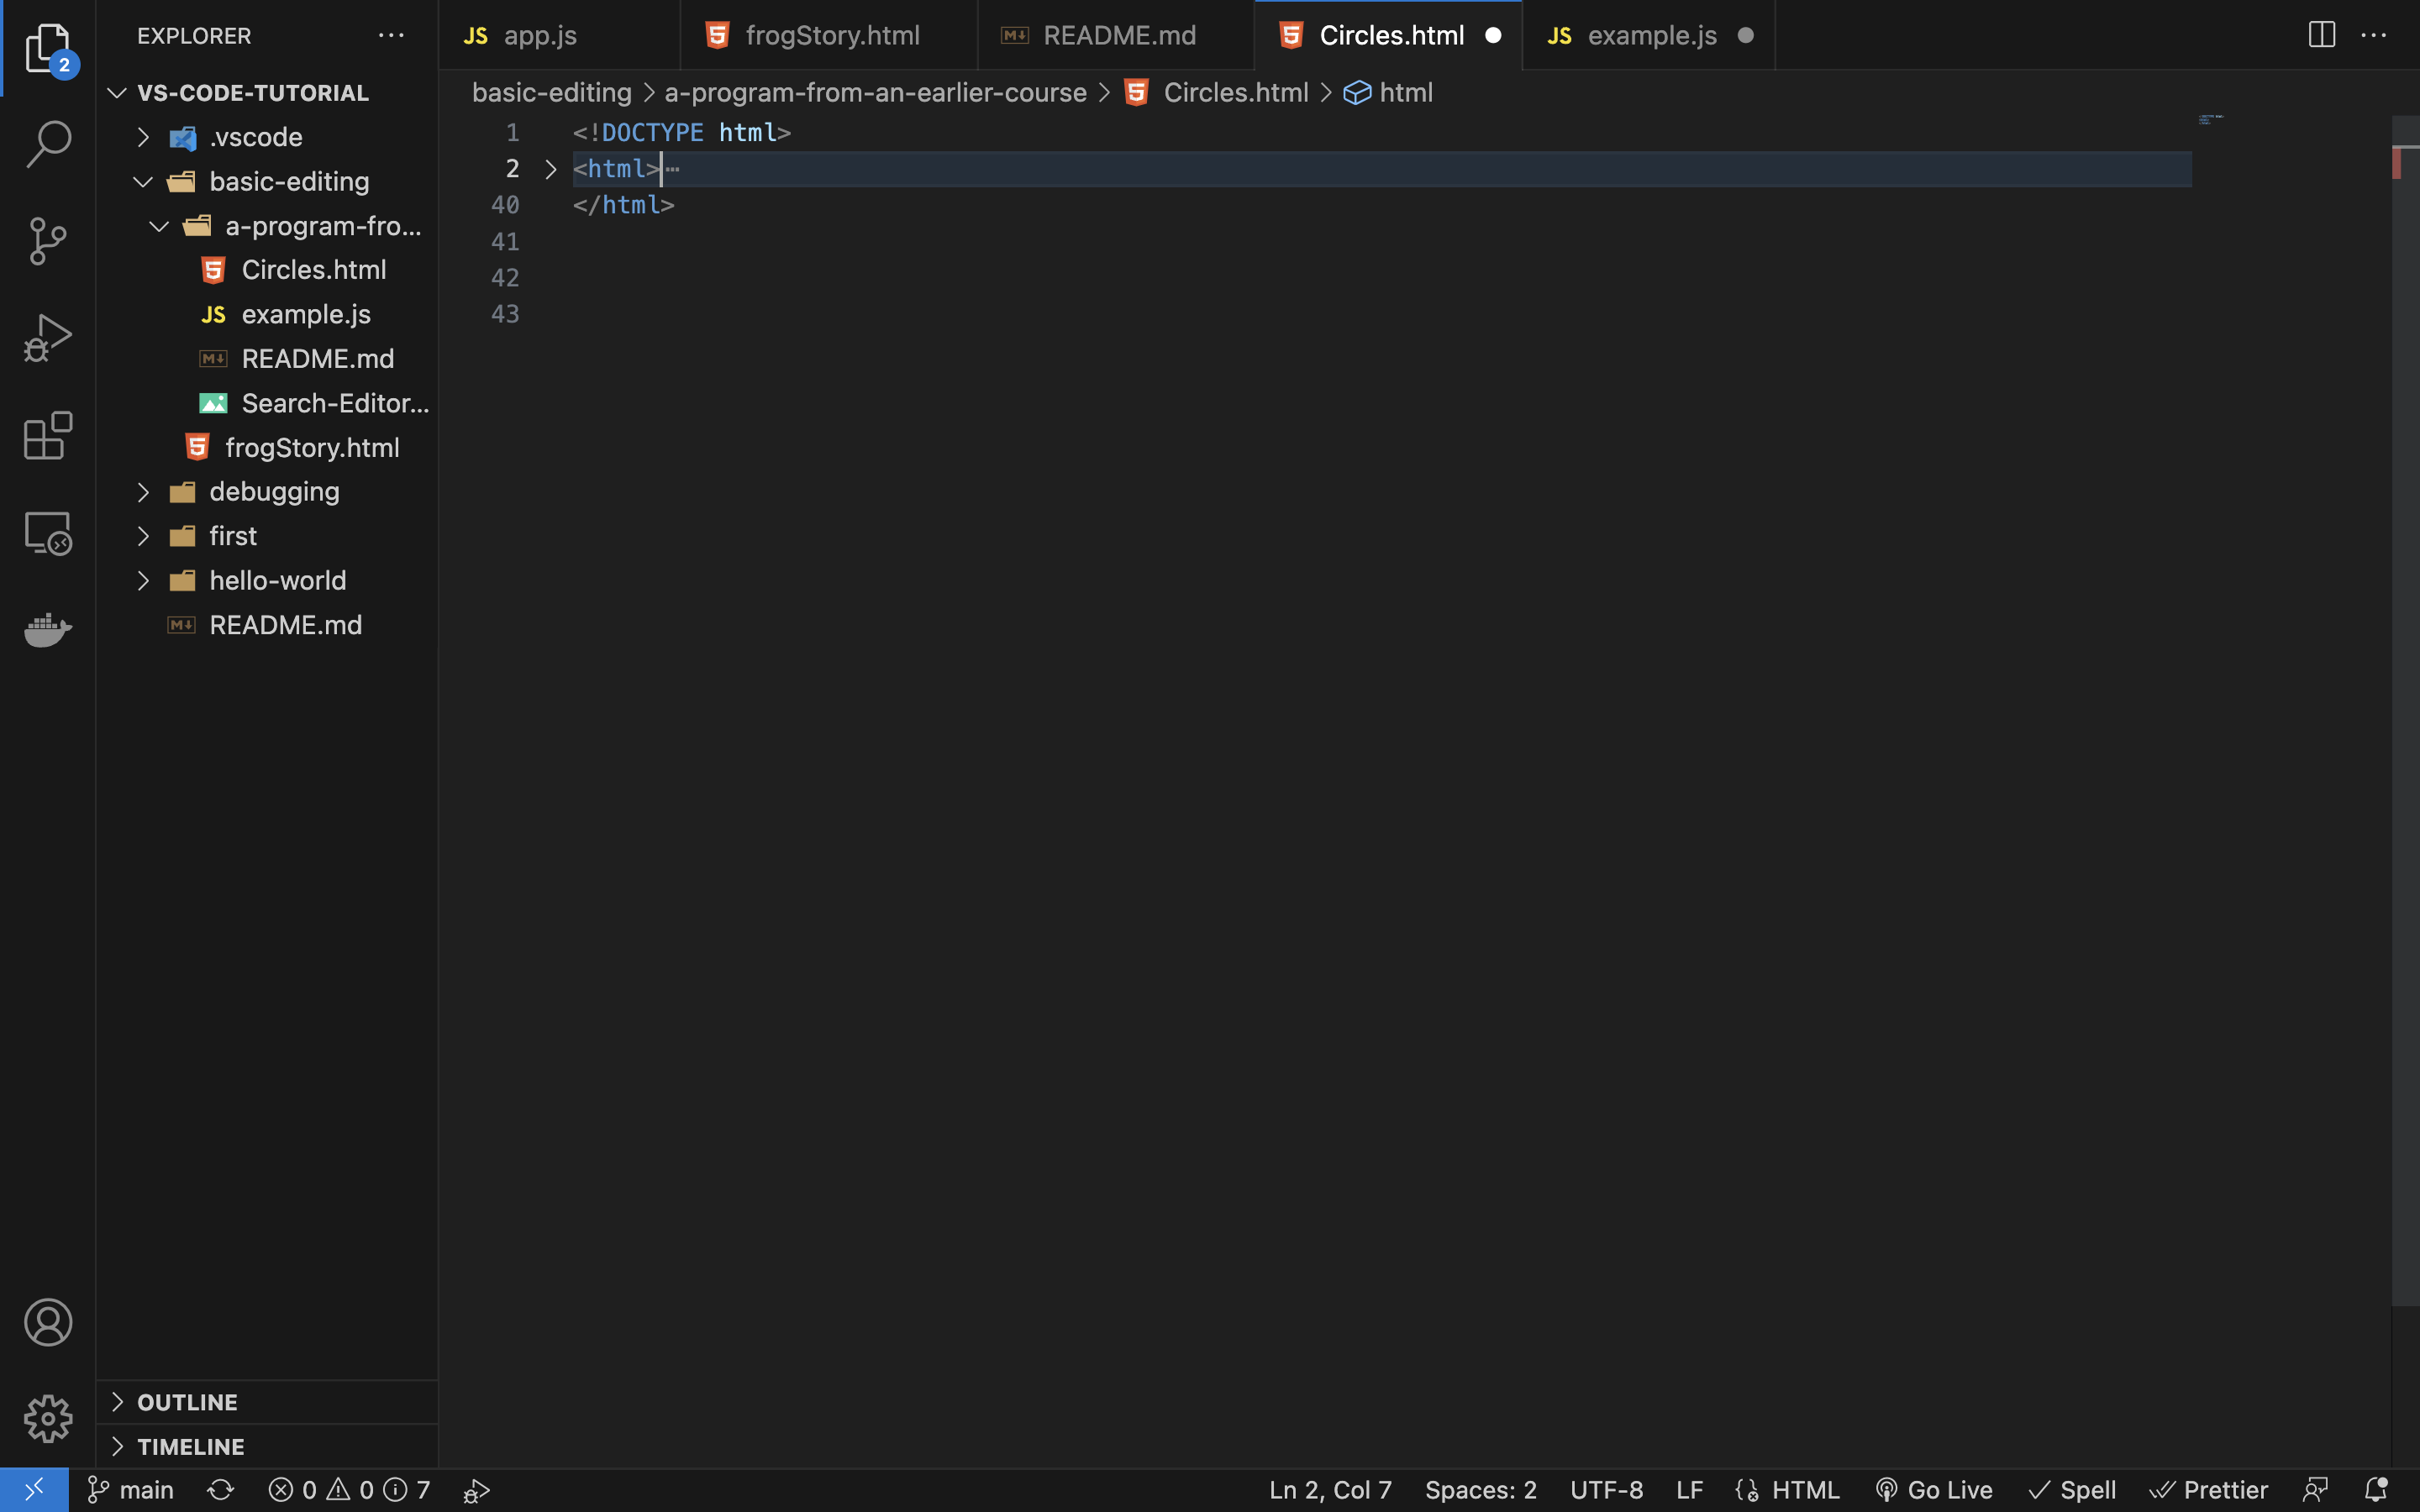 2
EXPLORER ...
VS-CODE-TUTORIAL
.vscode
basic-editing
a-program-fro...
Circles.html
JS example.js
M↓ README.md
Search-Editor...
frogStory.html
debugging
first
hello-world
M↓ README.md
OUTLINE
TIMELINE
JS app.js
5 frogStory.html
M↓ README.md
5 Circles.html
JS example.js
basic-editing > a-program-from-an-earlier-course > 5 Circles.html > html
1 <!DOCTYPE html>
2 <html>…
40 </html>
41
42
43
main 0 0 7 Ln 2, Col 7 Spaces: 2 UTF-8 LF HTML Go Live Spell Prettier